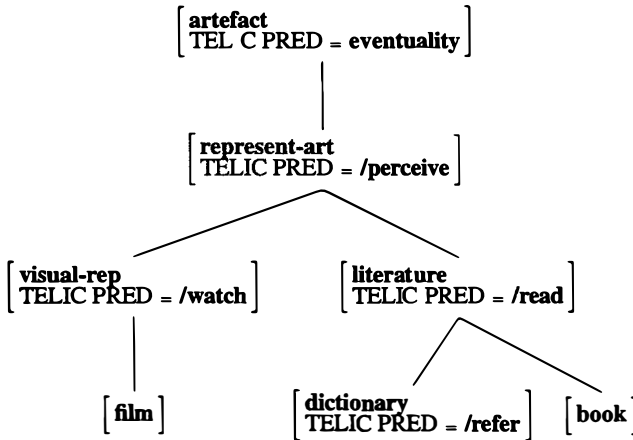 artefact
TEL C PRED = eventuality
represent-art
TELIC PRED = /perceive
visual-rep
TELIC PRED = /watch
literature
TELIC PRED = /read
[film]
dictionary
TELIC PRED = /refer
[book]